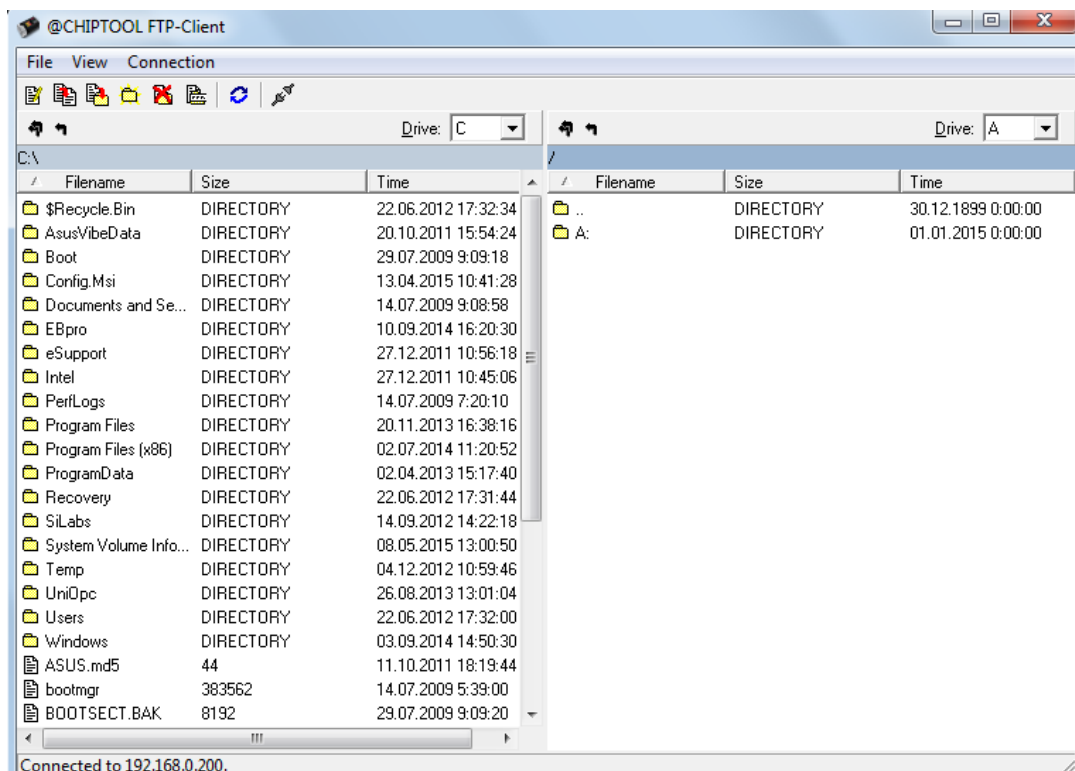 @CHIPTOOL FTP-Client
File View Connection
Drive: C Drive: A
C:\ /
Filename Size Time Filename Size Time
$Recycle.Bin DIRECTORY 22.06.2012 17:32:34 .. DIRECTORY 30.12.1899 0:00:00
AsusVibeData DIRECTORY 20.10.2011 15:54:24 A: DIRECTORY 01.01.2015 0:00:00
Boot DIRECTORY 29.07.2009 9:09:18
Config.Msi DIRECTORY 13.04.2015 10:41:28
Documents and Se... DIRECTORY 14.07.2009 9:08:58
EBpro DIRECTORY 10.09.2014 16:20:30
eSupport DIRECTORY 27.12.2011 10:56:18
Intel DIRECTORY 27.12.2011 10:45:06
PerfLogs DIRECTORY 14.07.2009 7:20:10
Program Files DIRECTORY 20.11.2013 16:38:16
Program Files (x86) DIRECTORY 02.07.2014 11:20:52
ProgramData DIRECTORY 02.04.2013 15:17:40
Recovery DIRECTORY 22.06.2012 17:31:44
SiLabs DIRECTORY 14.09.2012 14:22:18
System Volume Info... DIRECTORY 08.05.2015 13:00:50
Temp DIRECTORY 04.12.2012 10:59:46
UniOpc DIRECTORY 26.08.2013 13:01:04
Users DIRECTORY 22.06.2012 17:32:00
Windows DIRECTORY 03.09.2014 14:50:30
ASUS.md5 44 11.10.2011 18:19:44
bootmgr 383562 14.07.2009 5:39:00
BOOTSECT.BAK 8192 29.07.2009 9:09:20
Connected to 192.168.0.200.